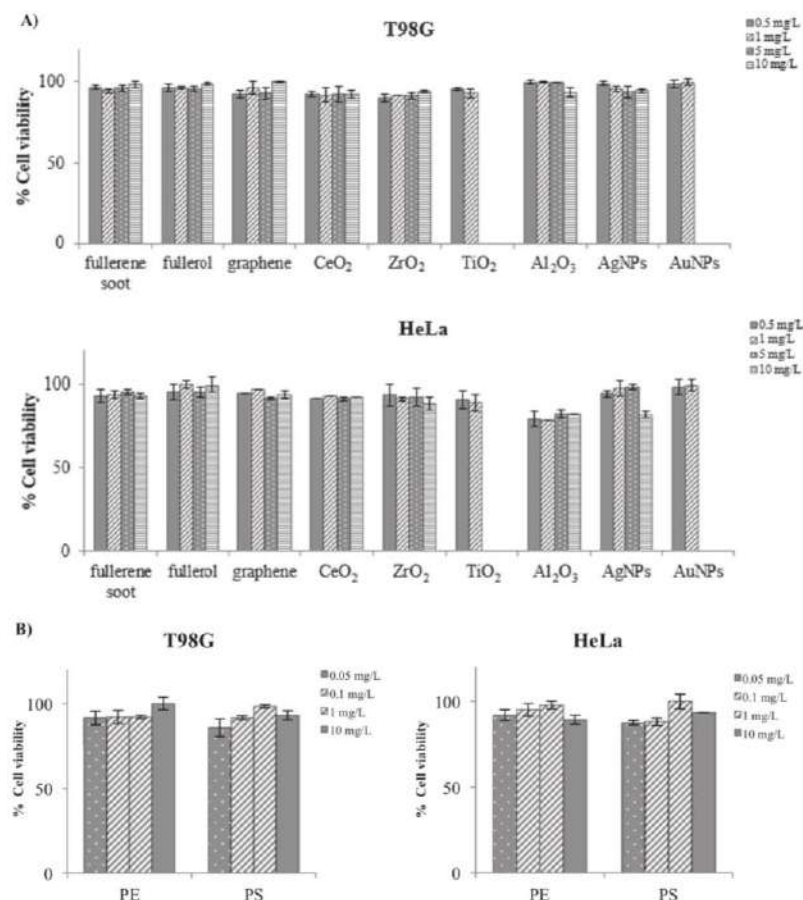 A)
T98G
0.5 mg/L
1 mg/L
5 mg/L
10 mg/L
% Cell viability
100
50
0
fullerene soot
fullerol
graphene
CeO₂
ZrO₂
TiO₂
Al₂O₃
AgNPs
AuNPs
HeLa
0.5 mg/L
1 mg/L
5 mg/L
10 mg/L
% Cell viability
100
50
0
fullerene soot
fullerol
graphene
CeO₂
ZrO₂
TiO₂
Al₂O₃
AgNPs
AuNPs
B)
T98G
0.05 mg/L
0.1 mg/L
1 mg/L
10 mg/L
% Cell viability
100
50
0
PE
PS
HeLa
0.05 mg/L
0.1 mg/L
1 mg/L
10 mg/L
% Cell viability
100
50
0
PE
PS